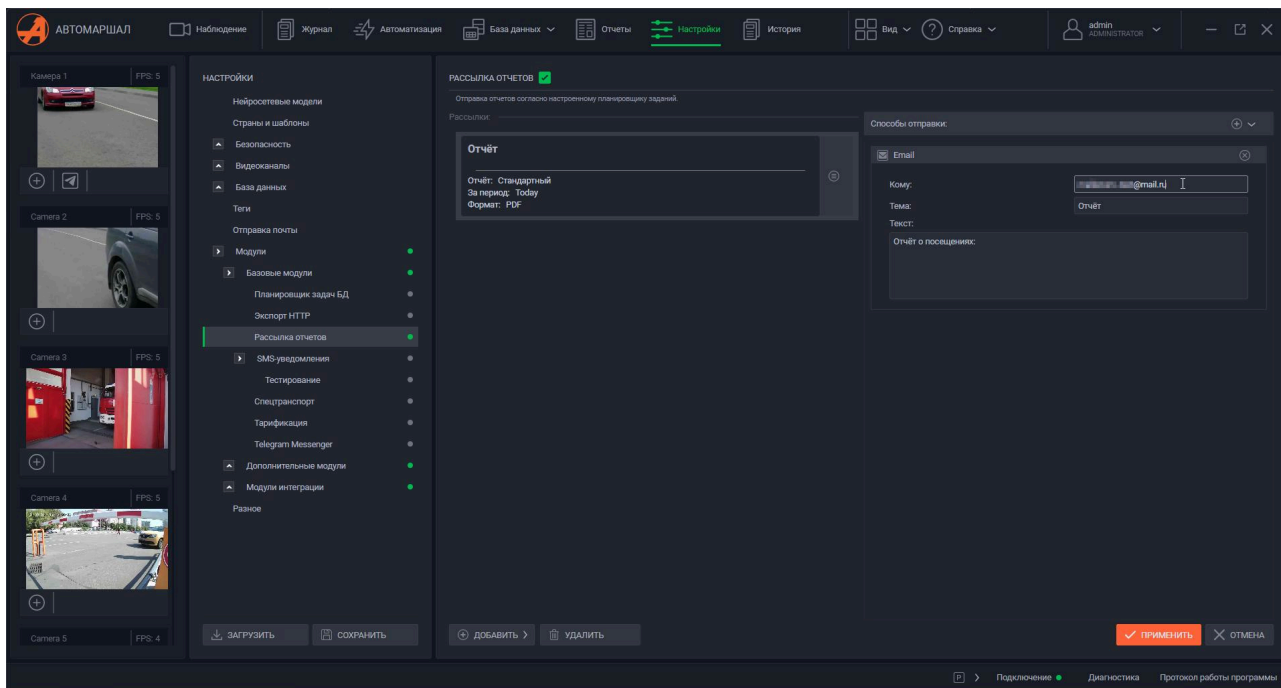 АВТОМАРШАЛ
Наблюдение
Журнал
Автоматизация
База данных
Отчеты
Настройки
История
Вид
Справка
admin
ADMINISTRATOR
Камера 1 FPS: 5
Camera 2 FPS: 5
Camera 3 FPS: 5
Camera 4 FPS: 5
Camera 5 FPS: 4
НАСТРОЙКИ
Нейросетевые модели
Страны и шаблоны
Безопасность
Видеоканалы
База данных
Теги
Отправка почты
Модули
Базовые модули
Планировщик задач БД
Экспорт HTTP
Рассылка отчетов
SMS-уведомления
Тестирование
Спецтранспорт
Тарификация
Telegram Messenger
Дополнительные модули
Модули интеграции
Разное
ЗАГРУЗИТЬ
СОХРАНИТЬ
РАССЫЛКА ОТЧЕТОВ
Отправка отчетов согласно настроенному планировщику заданий.
Рассылки:
Отчёт
Отчёт: Стандартный
За период: Today
Формат: PDF
ДОБАВИТЬ
УДАЛИТЬ
Способы отправки:
Email
Кому: @mail.r
Тема: Отчёт
Текст:
Отчёт о посещениях:
ПРИМЕНИТЬ
ОТМЕНА
P
Подключение
Диагностика
Протокол работы программы